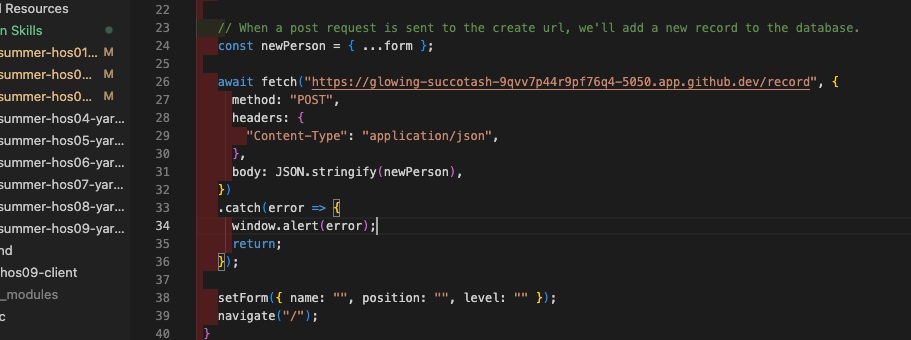 l Resources
n Skills
summer-hos01... M
summer-hos0... M
summer-hos0... M
summer-hos04-yar...
summer-hos05-yar...
summer-hos06-yar...
summer-hos07-yar...
summer-hos08-yar...
summer-hos09-yar...
nd
hos09-client
_modules
c
22
23 // When a post request is sent to the create url, we'll add a new record to the database.
24 const newPerson = { ...form };
25
26 await fetch("https://glowing-succotash-9qvv7p44r9pf76q4-5050.app.github.dev/record", {
27 method: "POST",
28 headers: {
29 "Content-Type": "application/json",
30 },
31 body: JSON.stringify(newPerson),
32 })
33 .catch(error => {
34 window.alert(error);
35 return;
36 });
37
38 setForm({ name: "", position: "", level: "" });
39 navigate("/");
40 }